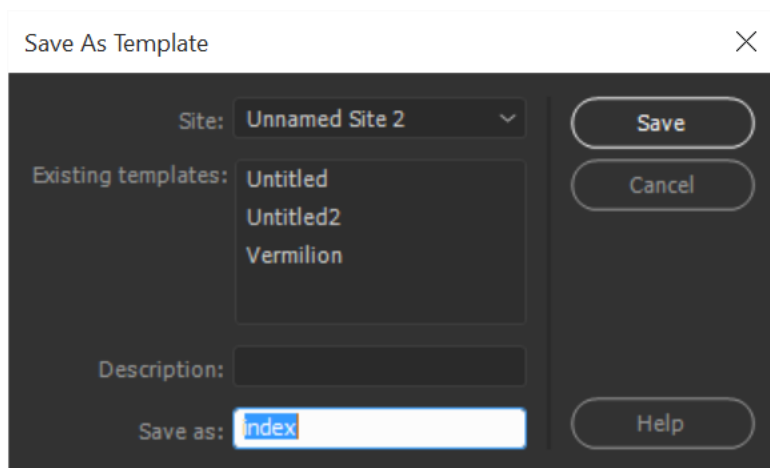 Save As Template
Site: Unnamed Site 2
Save
Existing templates: Untitled
Cancel
Untitled2
Vermilion
Description:
Save as: index
Help